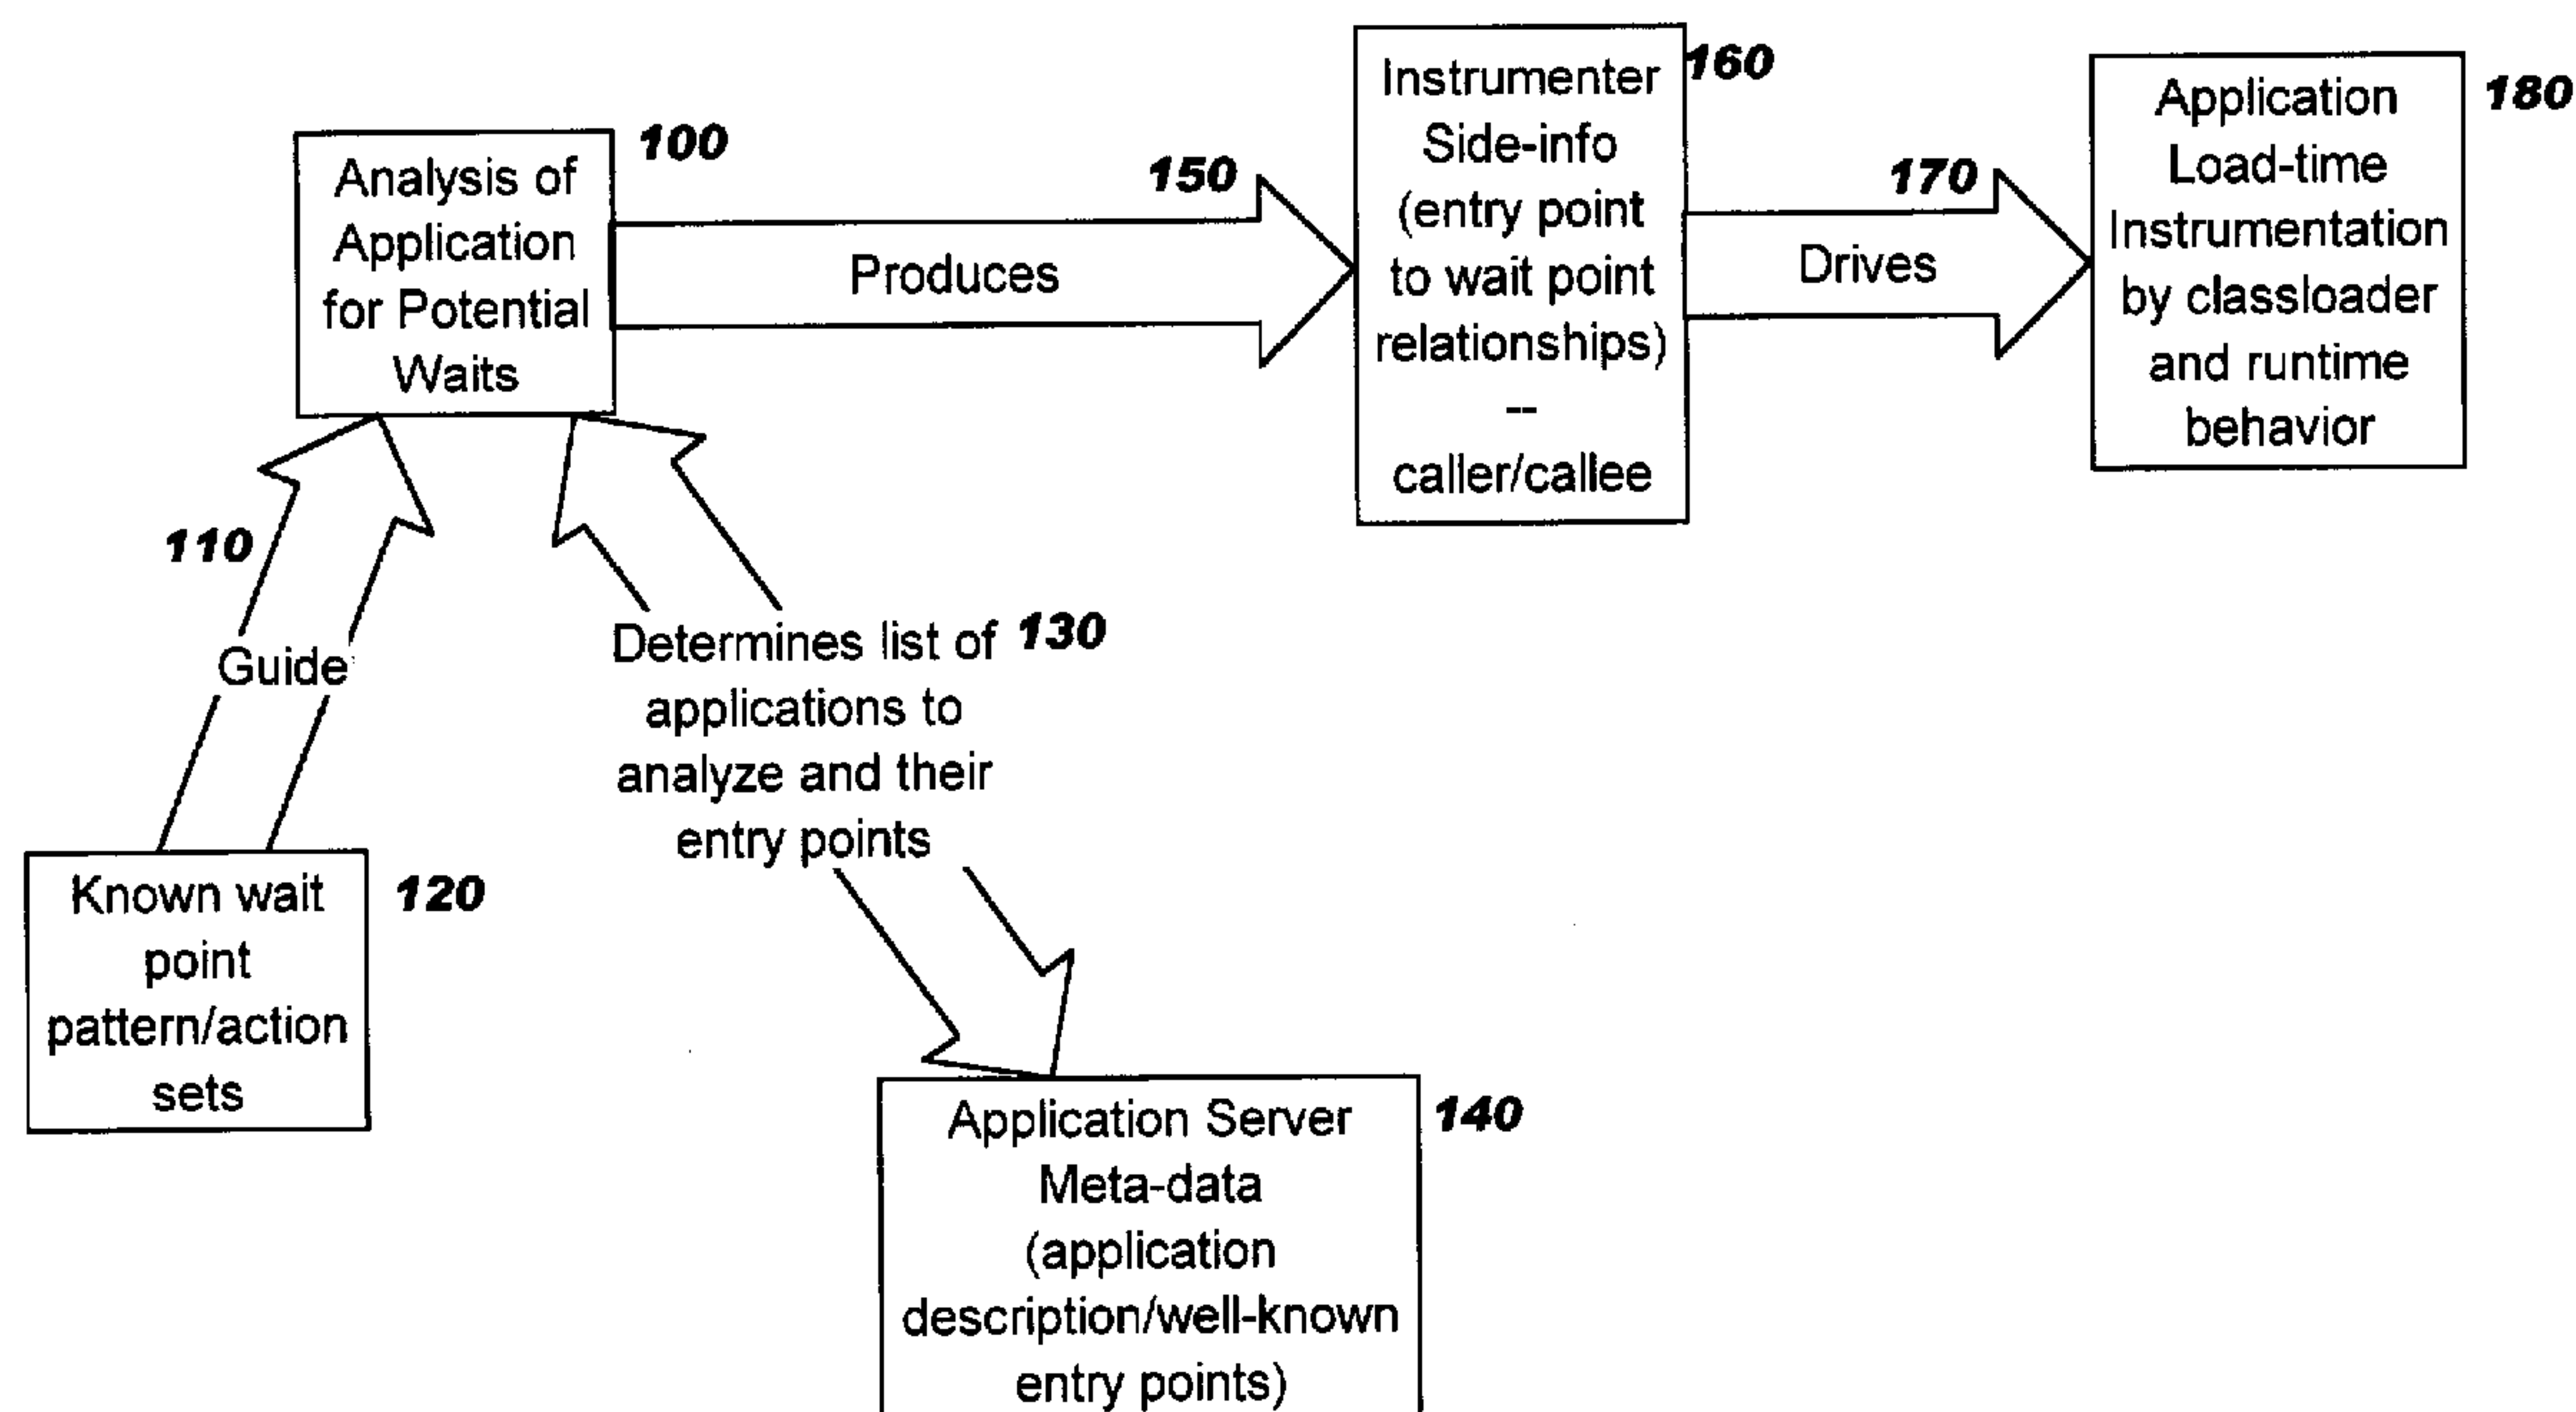 100
Analysis of
Application
for Potential
Waits
150
Produces
160
Instrumenter
Side-info
(entry point
to wait point
relationships)
--
caller/callee
170
Drives
180
Application
Load-time
Instrumentation
by classloader
and runtime
behavior
110
Guide
Determines list of 130
applications to
analyze and their
entry points
Known wait
point
pattern/action
sets
120
Application Server
Meta-data
(application
description/well-known
entry points)
140